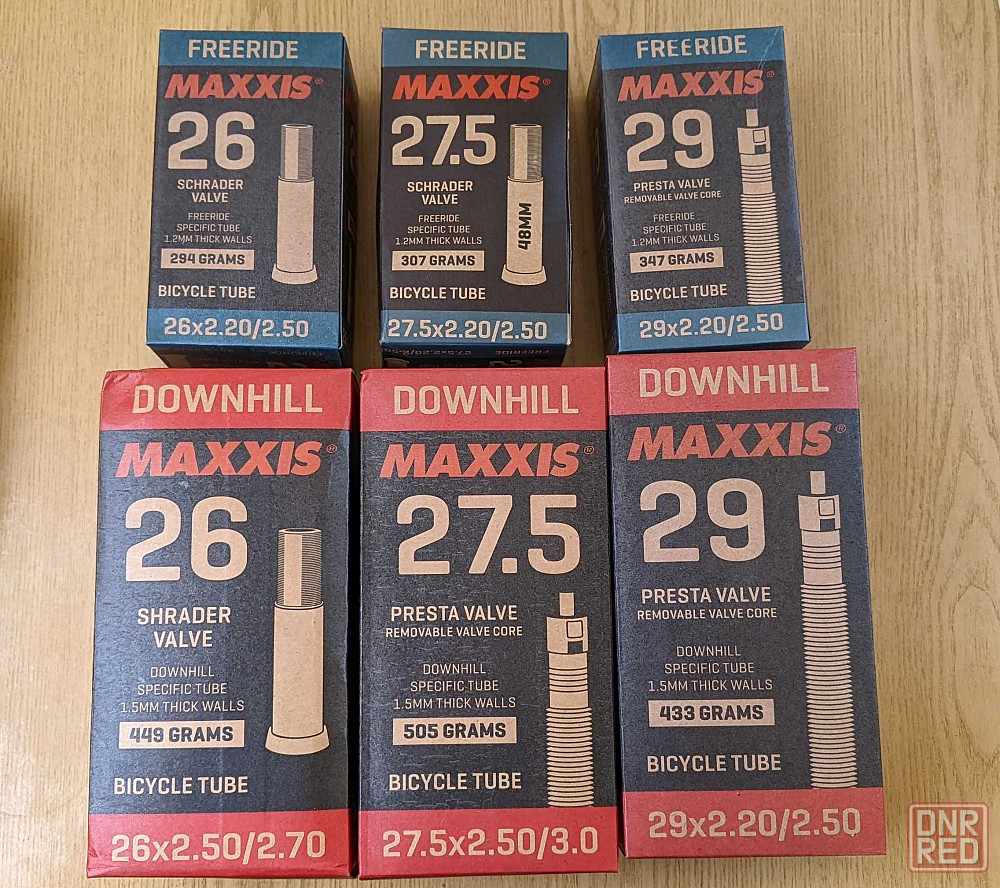 FREERIDE
MAXXIS®
26
SCHRADER
VALVE
FREERIDE
SPECIFIC TUBE
1.2MM THICK WALLS
294 GRAMS
BICYCLE TUBE
26x2.20/2.50
FREERIDE
MAXXIS®
27.5
SCHRADER
VALVE
48MM
FREERIDE
SPECIFIC TUBE
1.2MM THICK WALLS
307 GRAMS
BICYCLE TUBE
27.5x2.20/2.50
27.5x2.20/2.50
FREERIDE
FREERIDE
MAXXIS®
29
PRESTA VALVE
REMOVABLE VALVE CORE
FREERIDE
SPECIFIC TUBE
1.2MM THICK WALLS
347 GRAMS
BICYCLE TUBE
29x2.20/2.50
DOWNHILL
MAXXIS®
26
SHRADER
VALVE
DOWNHILL
SPECIFIC TUBE
1.5MM THICK WALLS
449 GRAMS
BICYCLE TUBE
26x2.50/2.70
DOWNHILL
MAXXIS®
27.5
PRESTA VALVE
REMOVABLE VALVE CORE
DOWNHILL
SPECIFIC TUBE
1.5MM THICK WALLS
505 GRAMS
BICYCLE TUBE
27.5x2.50/3.0
DOWNHILL
MAXXIS®
29
PRESTA VALVE
REMOVABLE VALVE CORE
DOWNHILL
SPECIFIC TUBE
1.5MM THICK WALLS
433 GRAMS
BICYCLE TUBE
29x2.20/2.50
DNR
RED